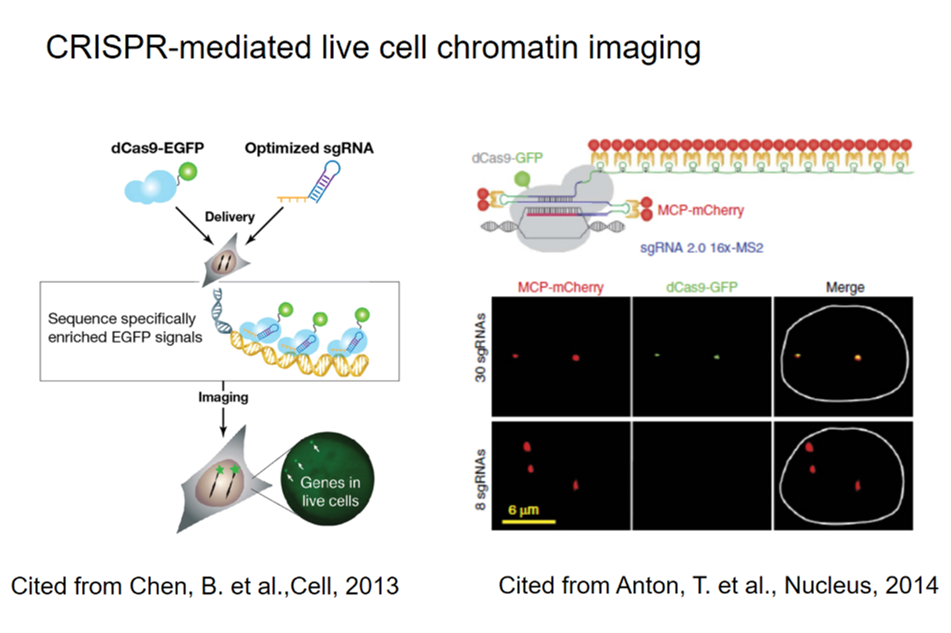 CRISPR-mediated live cell chromatin imaging
dCas9-EGFP
Optimized sgRNA
Delivery
Sequence specifically
enriched EGFP signals
Imaging
Genes in
live cells
Cited from Chen, B. et al.,Cell, 2013
dCas9-GFP
MCP-mCherry
sgRNA 2.0 16x-MS2
MCP-mCherry
dCas9-GFP
Merge
30 sgRNAs
8 sgRNAs
6 μm
Cited from Anton, T. et al., Nucleus, 2014